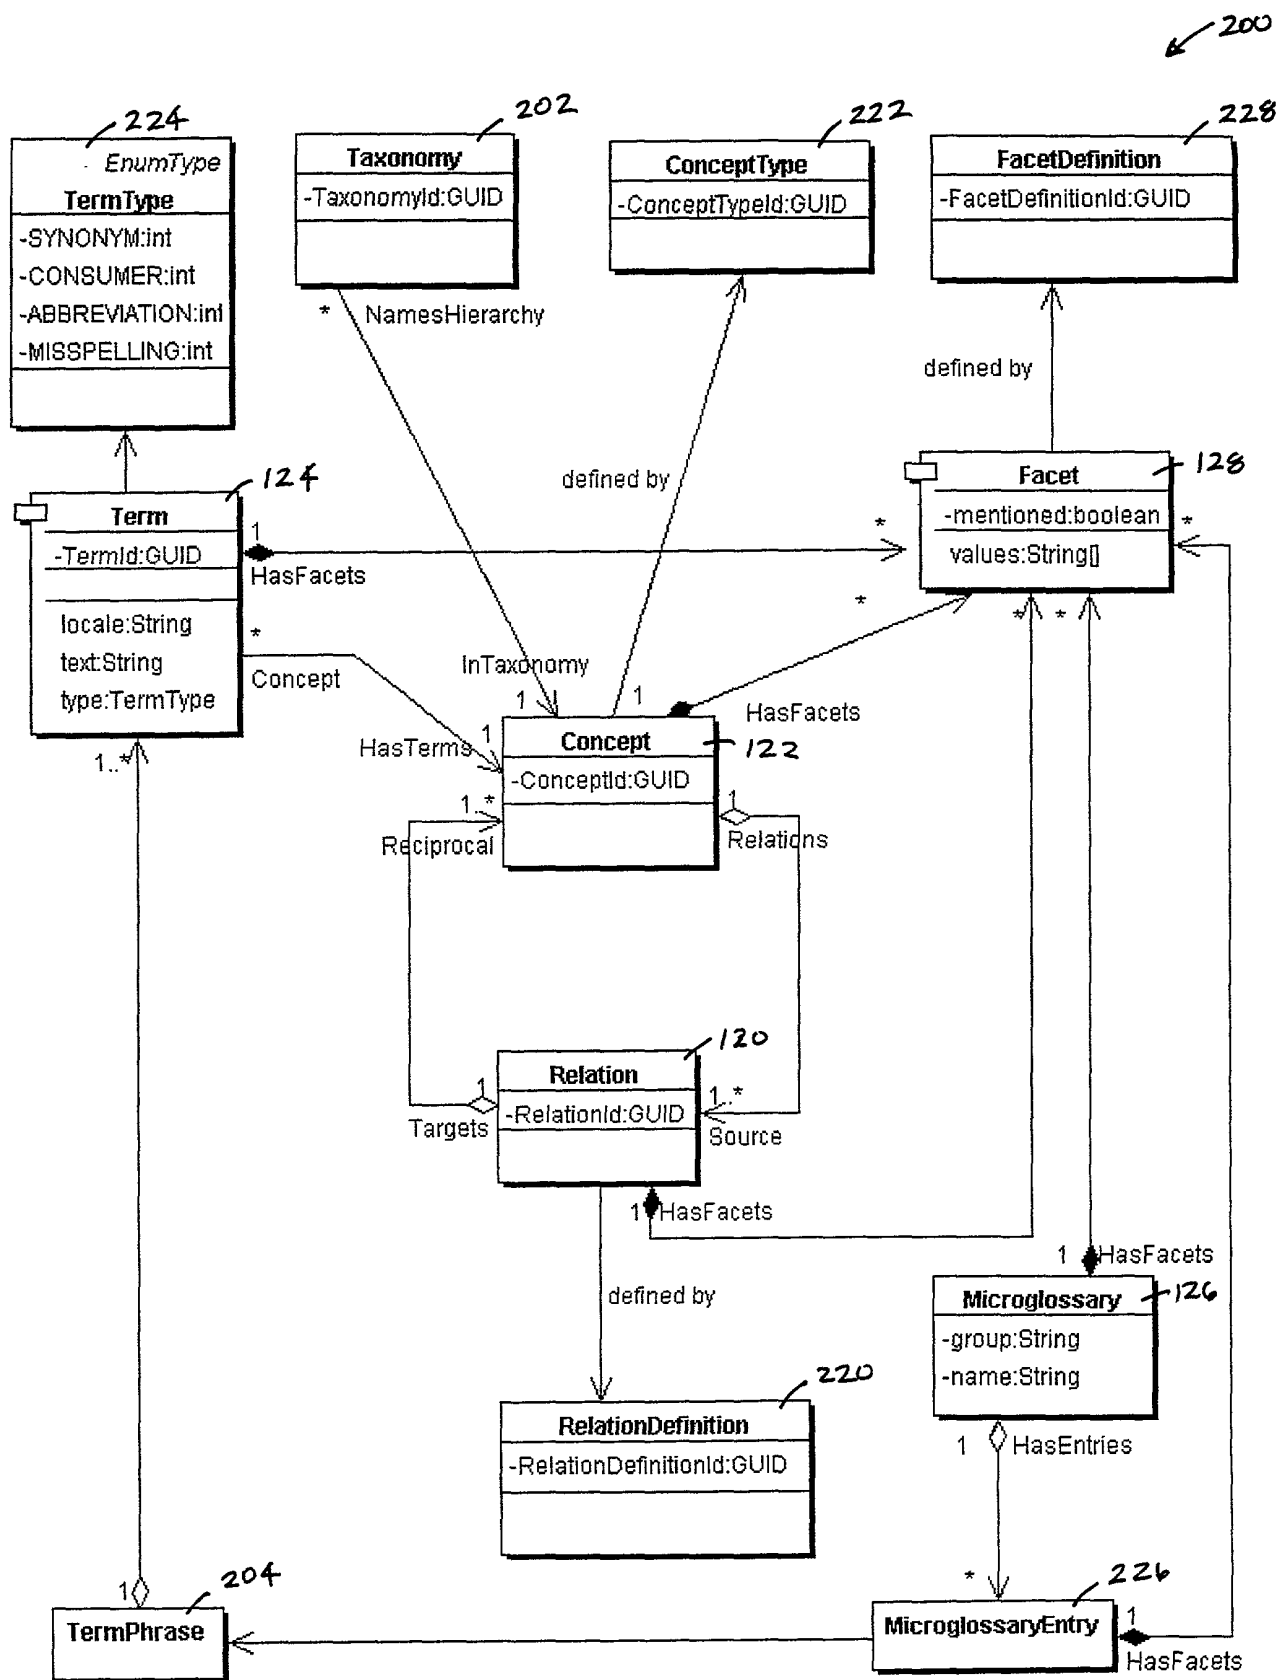 200
224
202
222
228
EnumType
TermType
-SYNONYM:int
-CONSUMER:int
-ABBREVIATION:int
-MISSPELLING:int
Taxonomy
-TaxonomyId:GUID
ConceptType
-ConceptTypeId:GUID
FacetDefinition
-FacetDefinitionId:GUID
* NamesHierarchy
defined by
defined by
124
Term
-TermId:GUID
locale:String
text:String
type:TermType
1
HasFacets
*
128
Facet
-mentioned:boolean
values:String[]
*
*
Concept
InTaxonomy
1
1
HasFacets
*
*
*
1
HasTerms
122
Concept
-ConceptId:GUID
1..*
1..*
Reciprocal
1
Relations
120
Relation
-RelationId:GUID
1
Targets
1..*
Source
1 HasFacets
defined by
1 HasFacets
126
Microglossary
-group:String
-name:String
220
RelationDefinition
-RelationDefinitionId:GUID
1 HasEntries
*
1
204
TermPhrase
226
MicroglossaryEntry
1
HasFacets